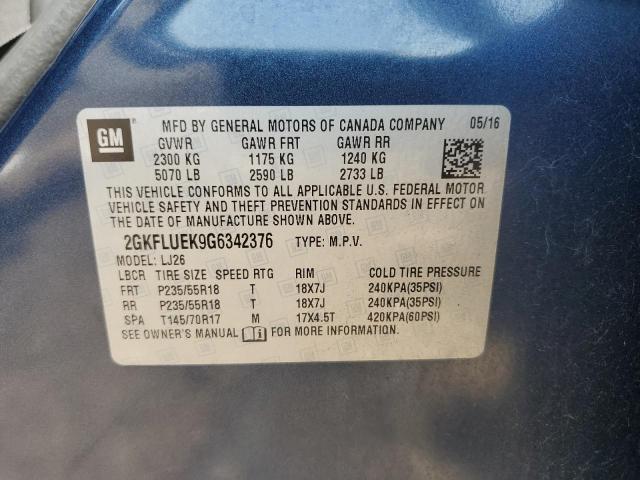 GM ® MFD BY GENERAL MOTORS OF CANADA COMPANY 05/16
GVWR GAWR FRT GAWR RR
2300 KG 1175 KG 1240 KG
5070 LB 2590 LB 2733 LB
THIS VEHICLE CONFORMS TO ALL APPLICABLE U.S. FEDERAL MOTOR
VEHICLE SAFETY AND THEFT PREVENTION STANDARDS IN EFFECT ON
THE DATE OF MANUFACTURE SHOWN ABOVE.
2GKFLUEK9G6342376 TYPE: M.P.V.
MODEL: LJ26
LBCR TIRE SIZE SPEED RTG RIM COLD TIRE PRESSURE
FRT P235/55R18 T 18X7J 240KPA(35PSI)
RR P235/55R18 T 18X7J 240KPA(35PSI)
SPA T145/70R17 M 17X4.5T 420KPA(60PSI)
SEE OWNER'S MANUAL FOR MORE INFORMATION.